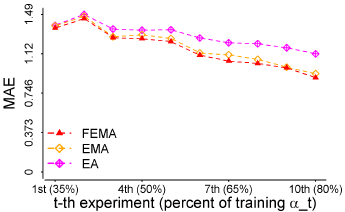 1.49
1.12
0.746
0.373
0
MAE
FEMA
EMA
EA
1st (35%) 4th (50%) 7th (65%) 10th (80%)
t-th experiment (percent of training α_t)